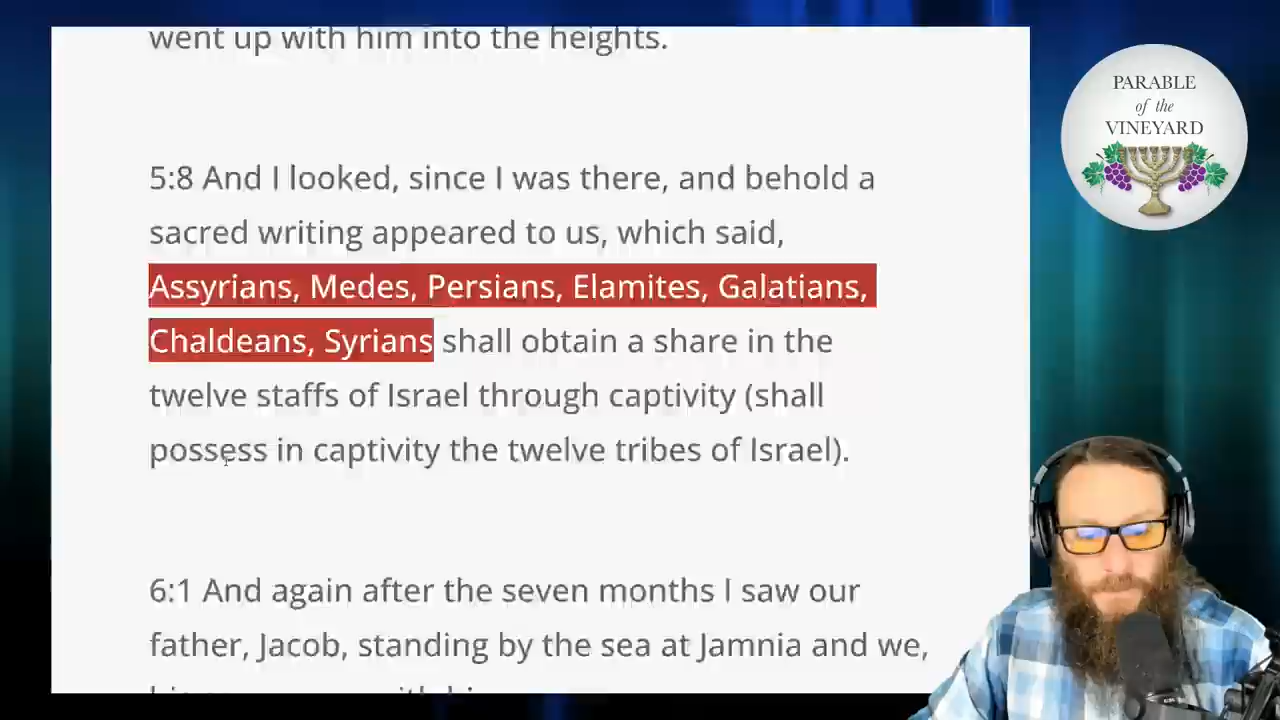 went up with him into the heights.
PARABLE
of the
VINEYARD
5:8 And I looked, since I was there, and behold a
sacred writing appeared to us, which said,
Assyrians, Medes, Persians, Elamites, Galatians,
Chaldeans, Syrians shall obtain a share in the
twelve staffs of Israel through captivity (shall
possess in captivity the twelve tribes of Israel).
6:1 And again after the seven months I saw our
father, Jacob, standing by the sea at Jamnia and we,